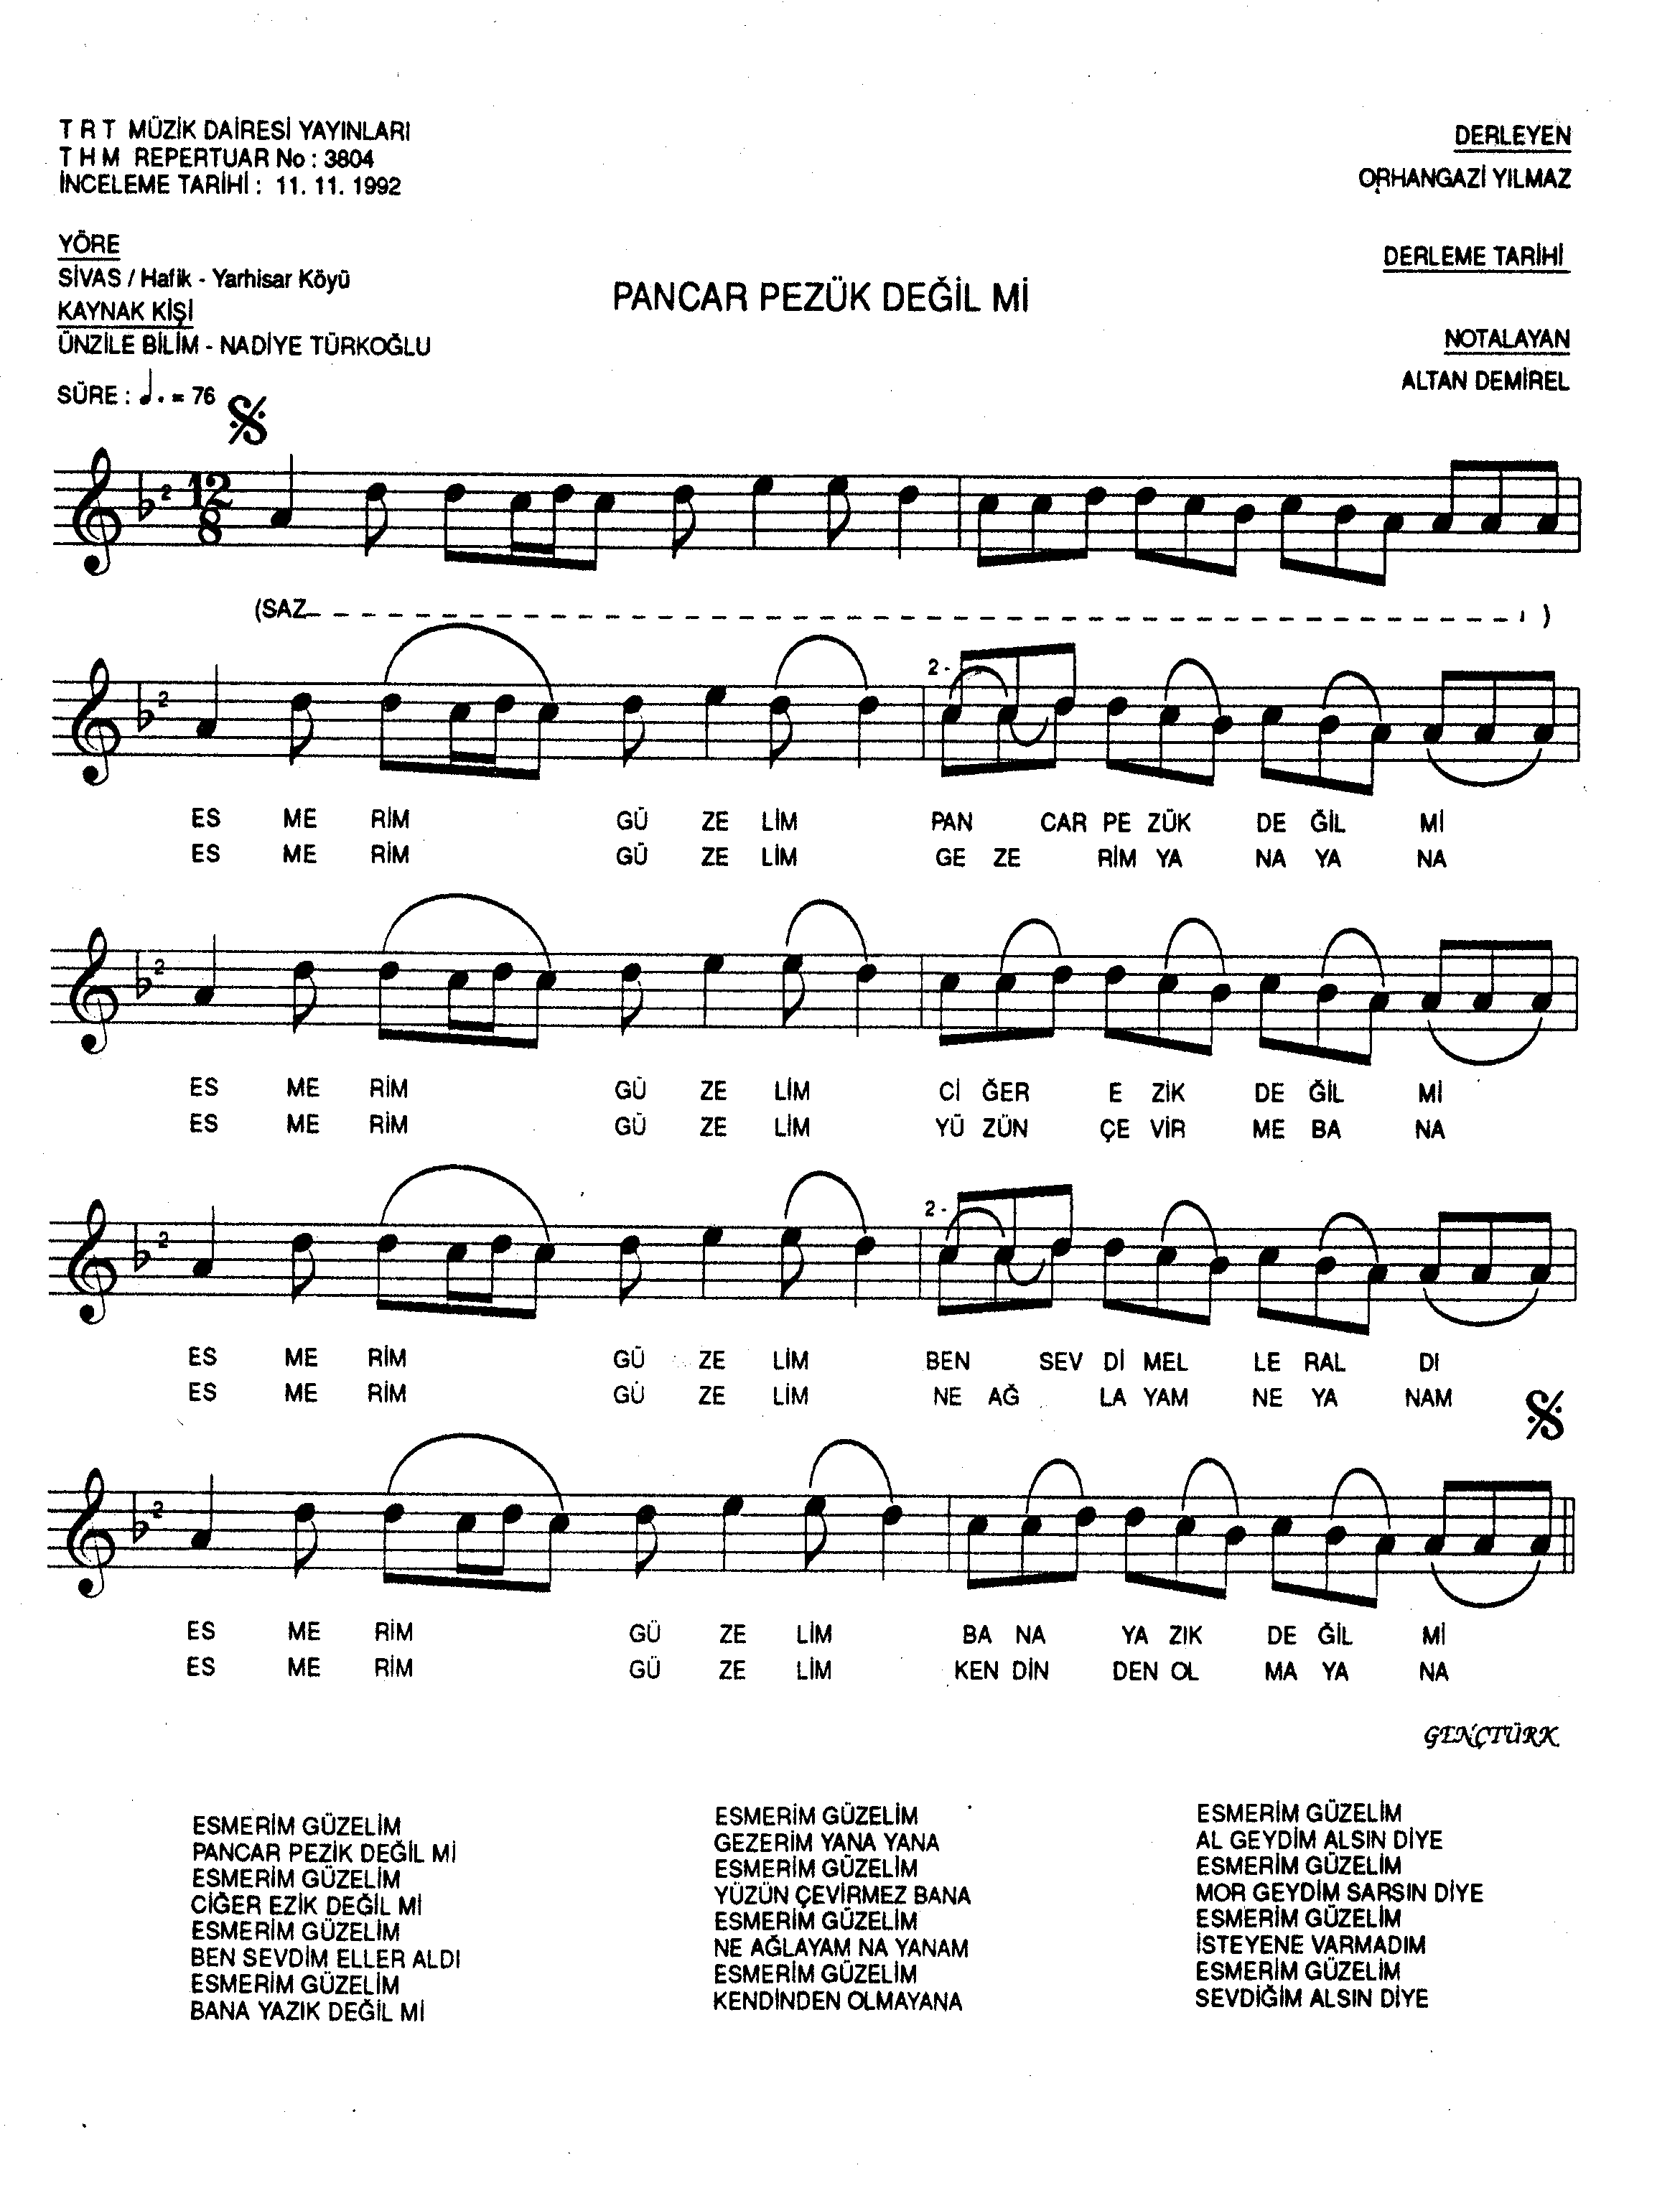 T R T MÜZİK DAİRESİ YAYINLARI
T H M REPERTUAR No : 3804
İNCELEME TARİHİ : 11. 11. 1992
DERLEYEN
ORHANGAZİ YILMAZ
YÖRE
SİVAS / Hafik - Yarhisar Köyü
KAYNAK KİŞİ
ÜNZİLE BİLİM - NADİYE TÜRKOĞLU
SÜRE : ♩. = 76
PANCAR PEZÜK DEĞİL Mİ
DERLEME TARİHİ
NOTALAYAN
ALTAN DEMİREL
2 12 8
(SAZ )
2 2 -
ES ME RİM GÜ ZE LİM PAN CAR PE ZÜK DE ĞİL Mİ
ES ME RİM GÜ ZE LİM GE ZE RİM YA NA YA NA
2
ES ME RİM GÜ ZE LİM Cİ ĞER E ZİK DE ĞİL Mİ
ES ME RİM GÜ ZE LİM YÜ ZÜN ÇE VİR ME BA NA
2 2 -
ES ME RİM GÜ ZE LİM BEN SEV Dİ MEL LE RAL DI
ES ME RİM GÜ ZE LİM NE AĞ LA YAM NE YA NAM
2
ES ME RİM GÜ ZE LİM BA NA YA ZIK DE ĞİL Mİ
ES ME RİM GÜ ZE LİM KEN DİN DEN OL MA YA NA
GENÇTÜRK
ESMERİM GÜZELİM
PANCAR PEZİK DEĞİL Mİ
ESMERİM GÜZELİM
CİĞER EZİK DEĞİL Mİ
ESMERİM GÜZELİM
BEN SEVDİM ELLER ALDI
ESMERİM GÜZELİM
BANA YAZIK DEĞİL Mİ
ESMERİM GÜZELİM
GEZERİM YANA YANA
ESMERİM GÜZELİM
YÜZÜN ÇEVİRMEZ BANA
ESMERİM GÜZELİM
NE AĞLAYAM NA YANAM
ESMERİM GÜZELİM
KENDİNDEN OLMAYANA
ESMERİM GÜZELİM
AL GEYDİM ALSIN DİYE
ESMERİM GÜZELİM
MOR GEYDİM SARSIN DİYE
ESMERİM GÜZELİM
İSTEYENE VARMADIM
ESMERİM GÜZELİM
SEVDİĞİM ALSIN DİYE